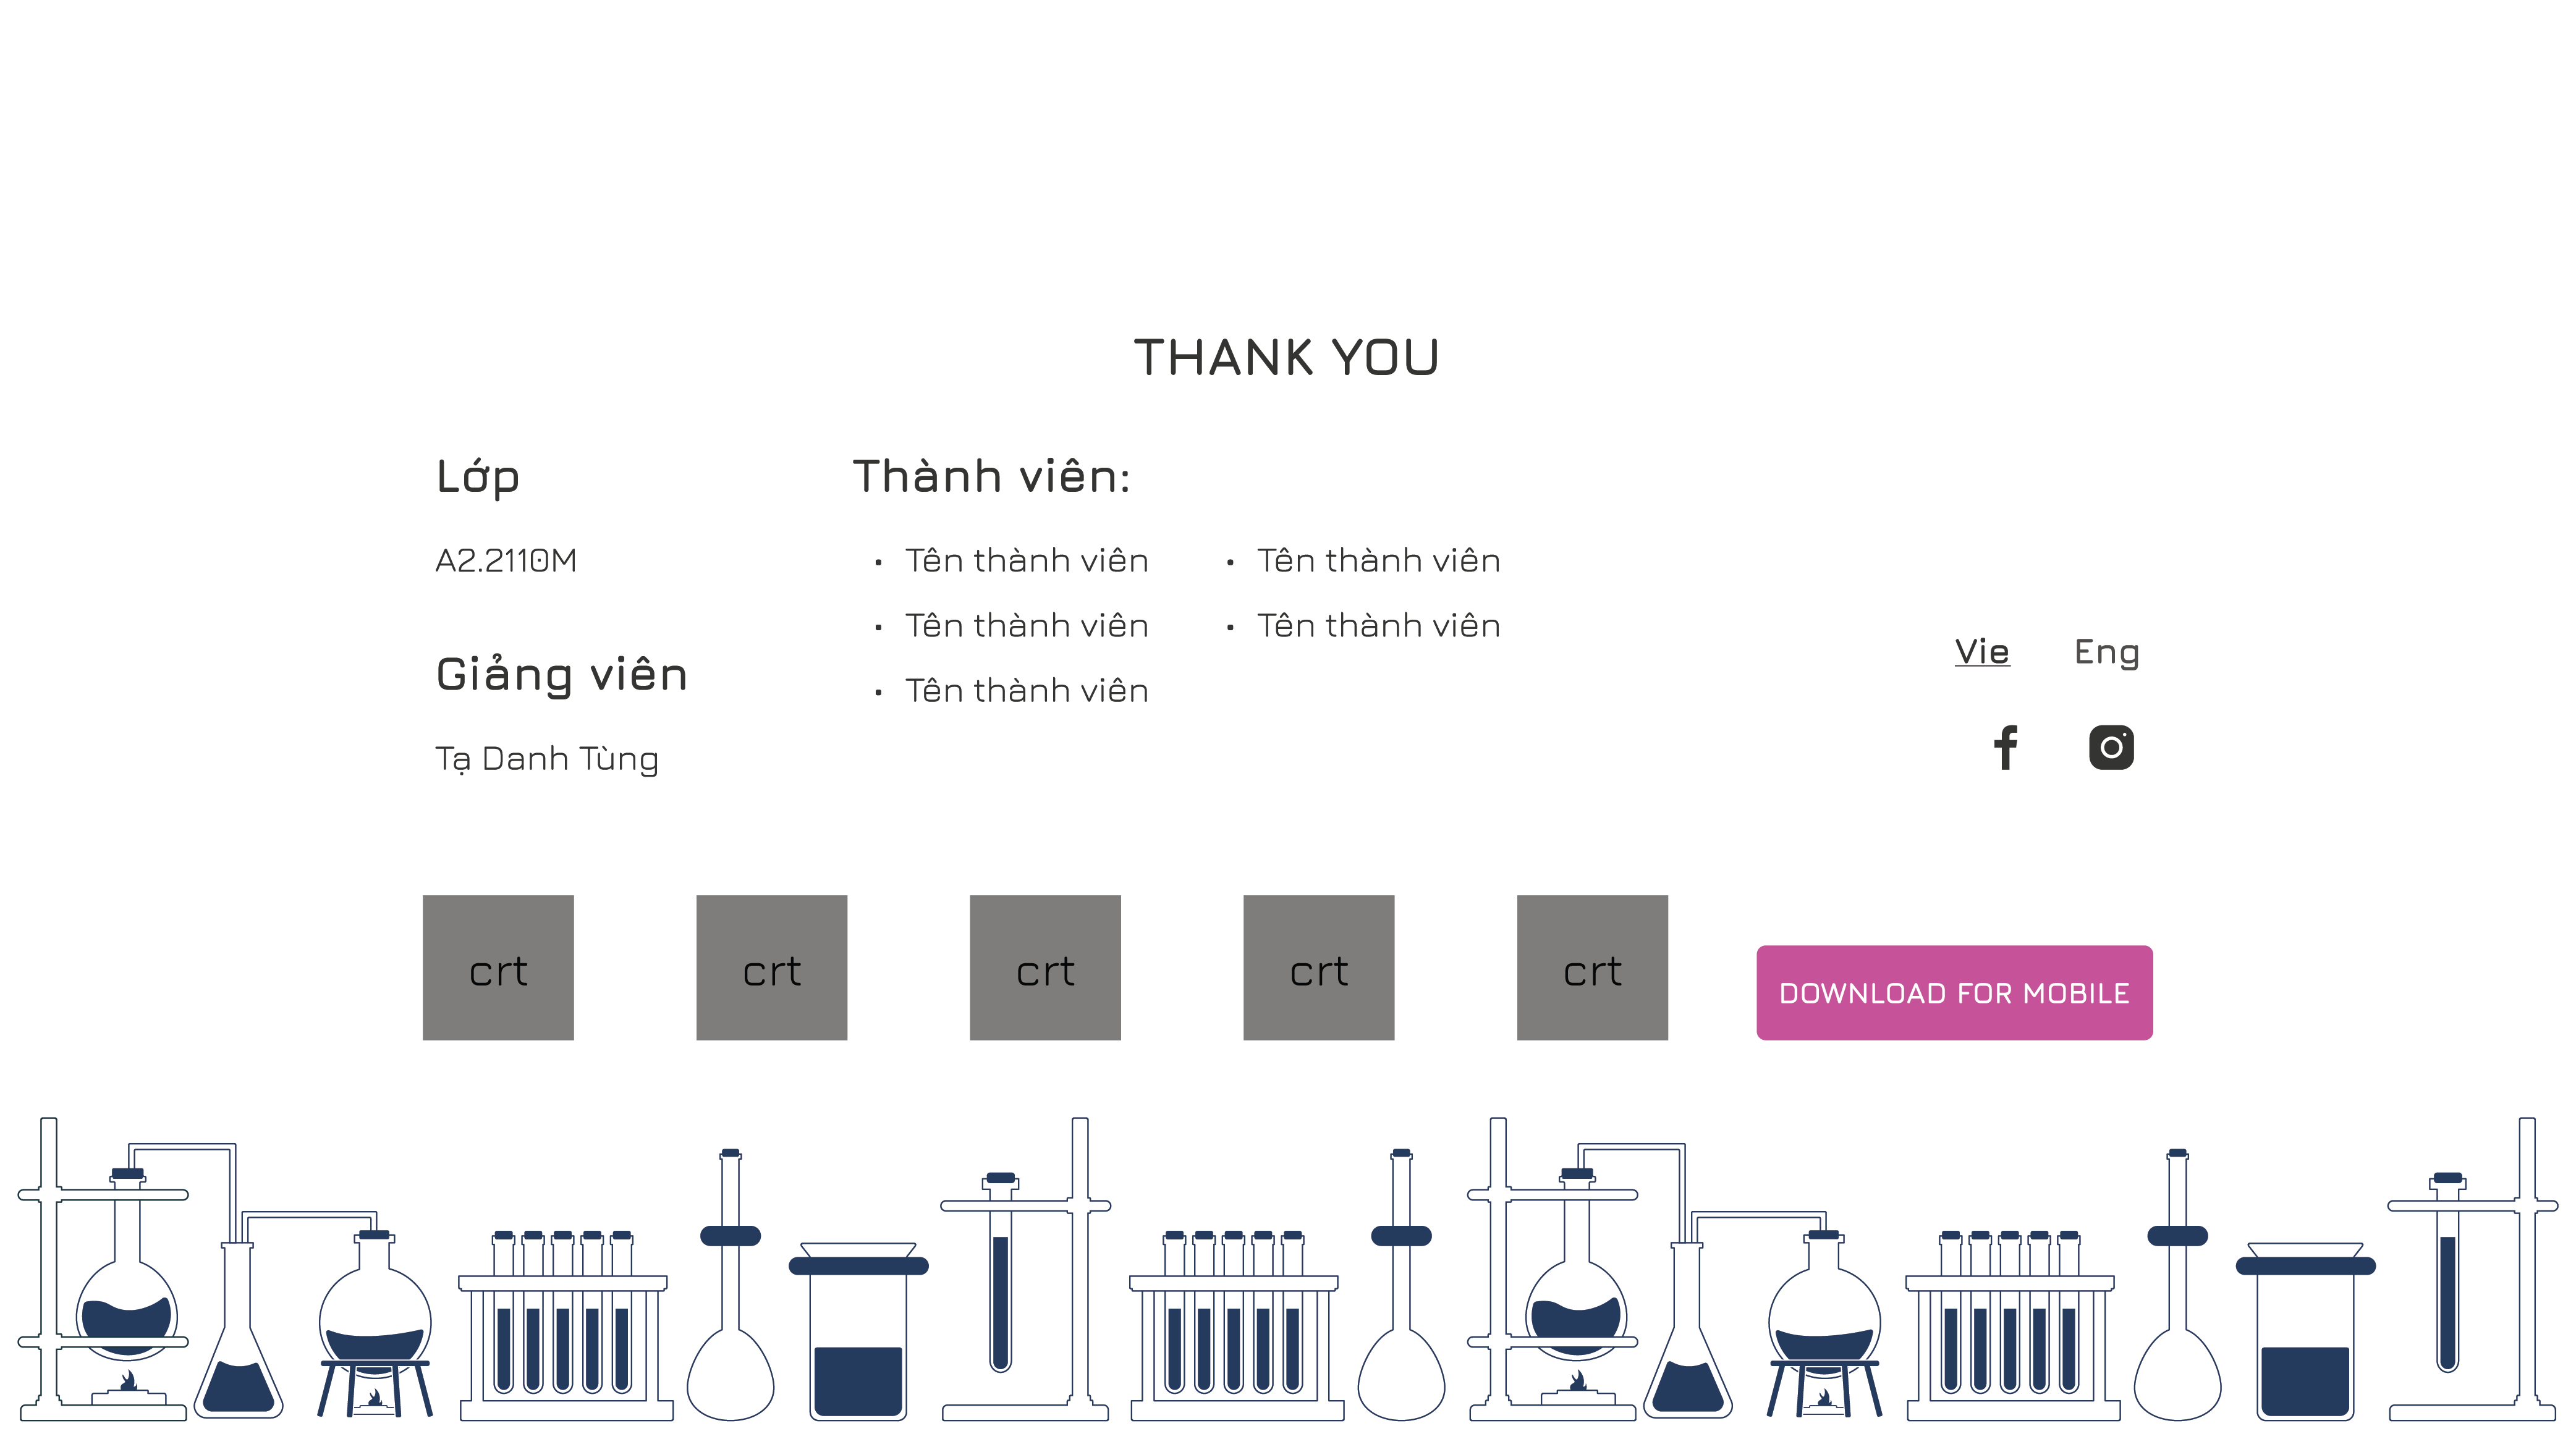 THANK YOU
Lớp
A2.2110M
Giảng viên
Tạ Danh Tùng
Thành viên:
• Tên thành viên
• Tên thành viên
• Tên thành viên
• Tên thành viên
• Tên thành viên
Vie Eng
crt crt crt crt crt
DOWNLOAD FOR MOBILE